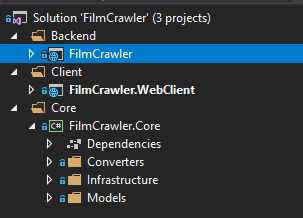 Solution 'FilmCrawler' (3 projects)
Backend
FilmCrawler
Client
FilmCrawler.WebClient
Core
C# FilmCrawler.Core
Dependencies
Converters
Infrastructure
Models